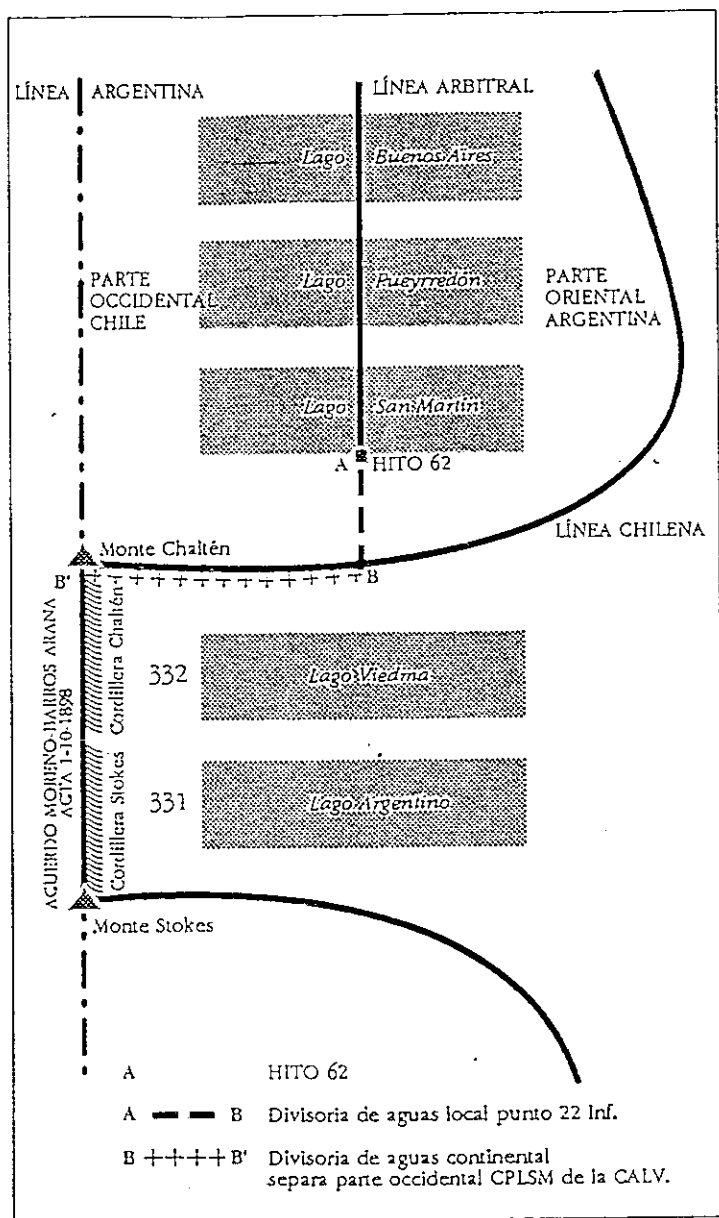 LÍNEA ARGENTINA
LÍNEA ARBITRAL
Lago Buenos Aires
PARTE
OCCIDENTAL
CHILE
Lago Pueyrredón
PARTE
ORIENTAL
ARGENTINA
Lago San Martín
A HITO 62
LÍNEA CHILENA
Monte Chaltén
B' B
ACUERDO MORENO-BARROS ARANA
ACTA 1-10-1898
Cordillera Chaltén
Cordillera Stokes
332 Lago Viedma
331 Lago Argentino
Monte Stokes
A HITO 62
A B Divisoria de aguas local punto 22 Inf.
B ++++ B' Divisoria de aguas continental
separa parte occidental CPLSM de la CALV.